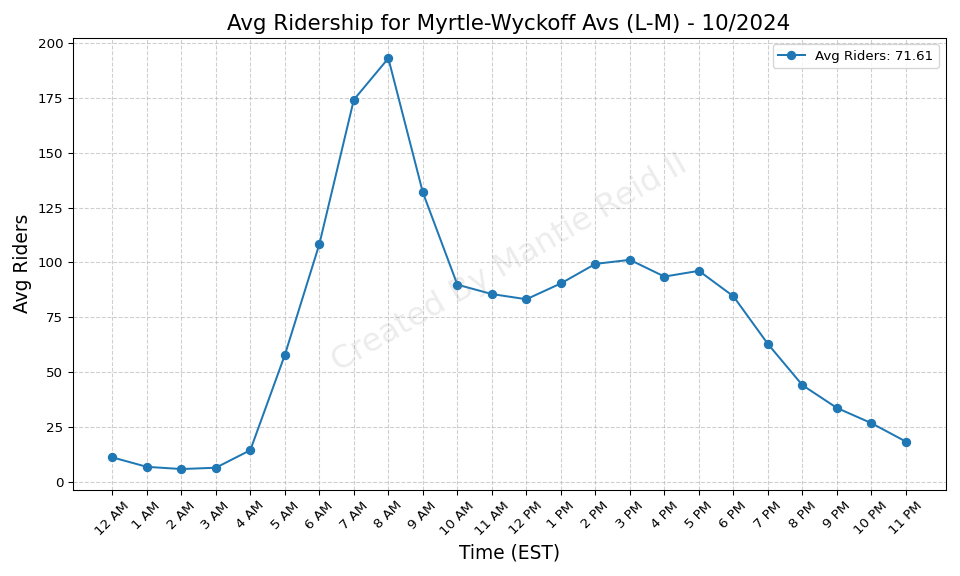 Avg Ridership for Myrtle-Wyckoff Avs (L-M) - 10/2024
Avg Riders: 71.61
200
175
150
125
100
75
50
25
0
Avg Riders
Created By Mantie Reid II
12 AM
1 AM
2 AM
3 AM
4 AM
5 AM
6 AM
7 AM
8 AM
9 AM
10 AM
11 AM
12 PM
1 PM
2 PM
3 PM
4 PM
5 PM
6 PM
7 PM
8 PM
9 PM
10 PM
11 PM
Time (EST)